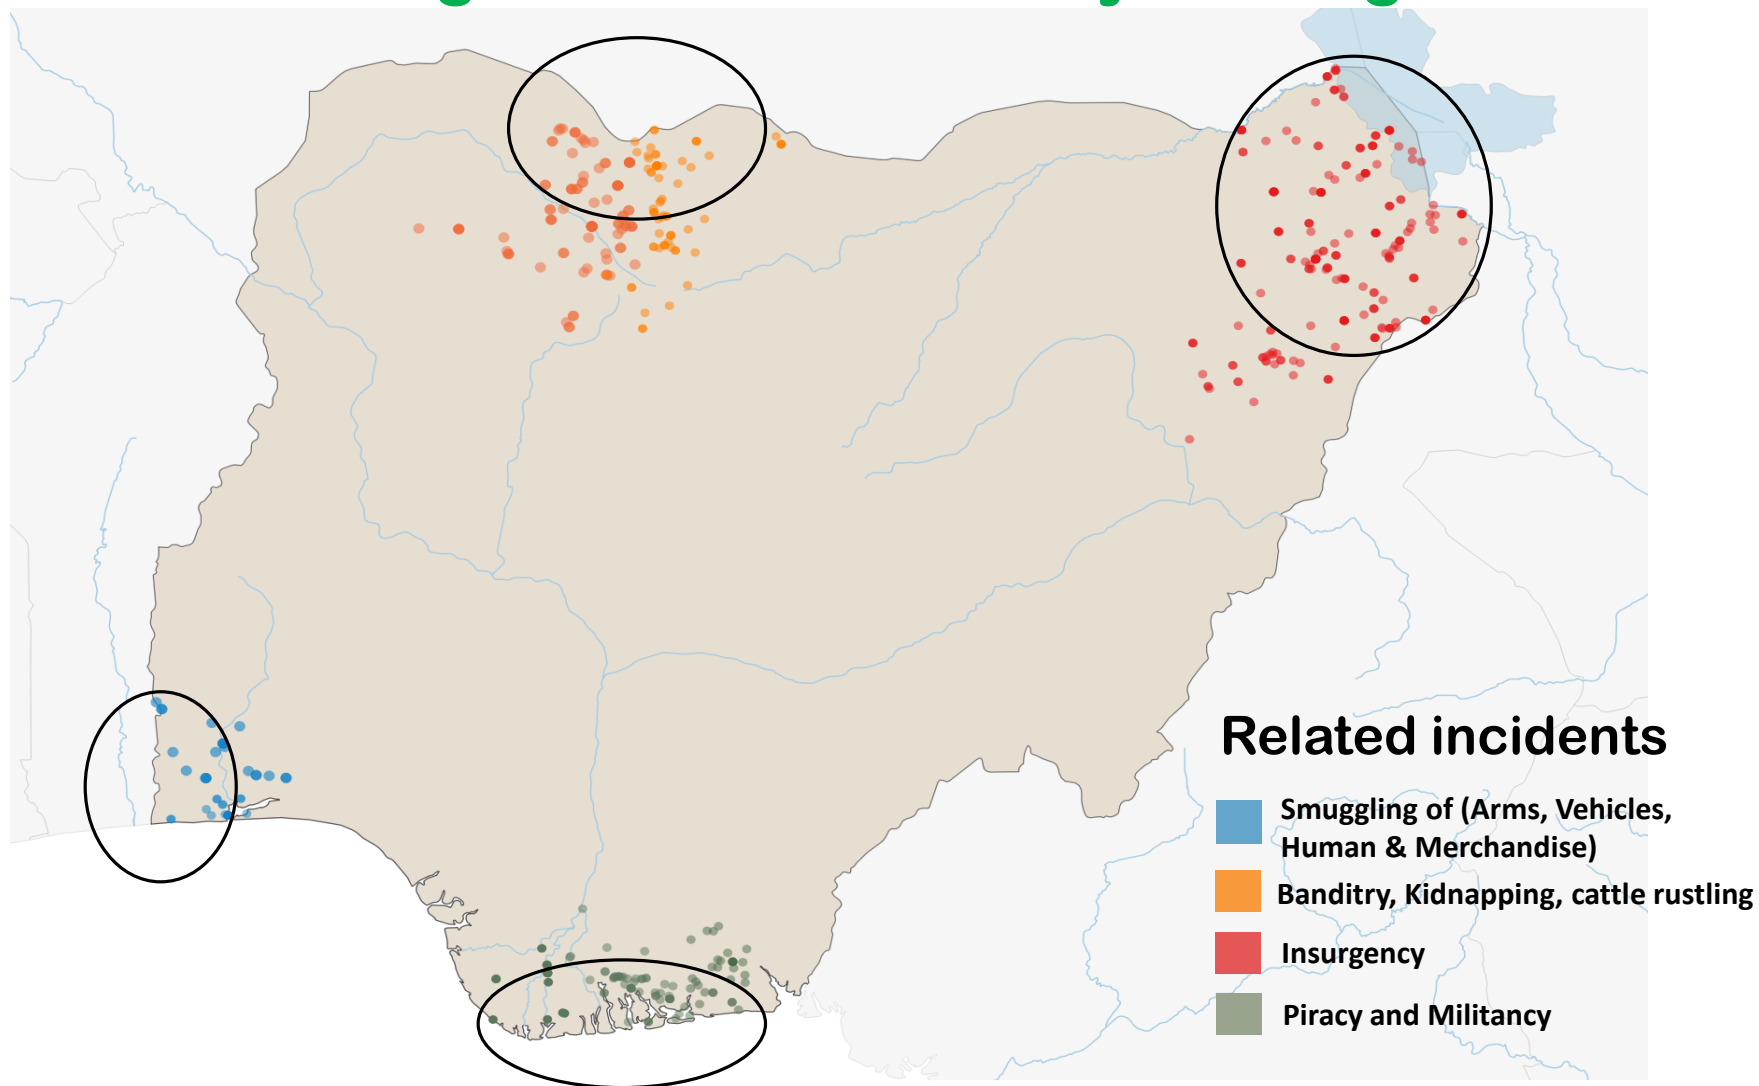 Related incidents
Smuggling of (Arms, Vehicles,
Human & Merchandise)
Banditry, Kidnapping, cattle rustling
Insurgency
Piracy and Militancy